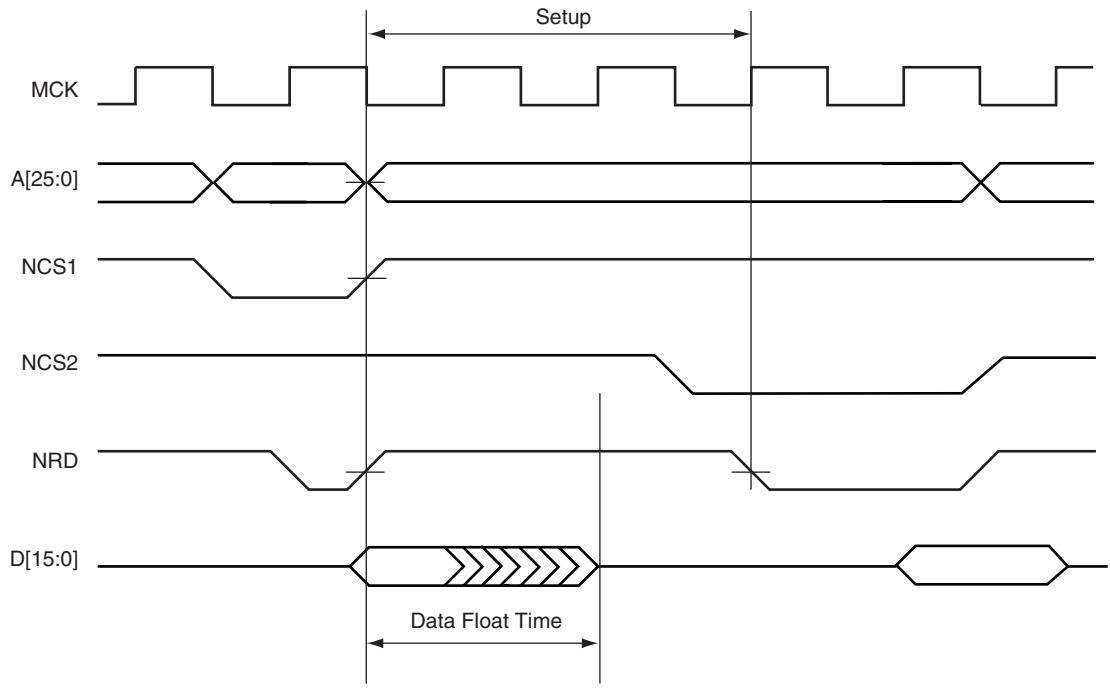 Setup
MCK
A[25:0]
NCS1
NCS2
NRD
D[15:0]
Data Float Time